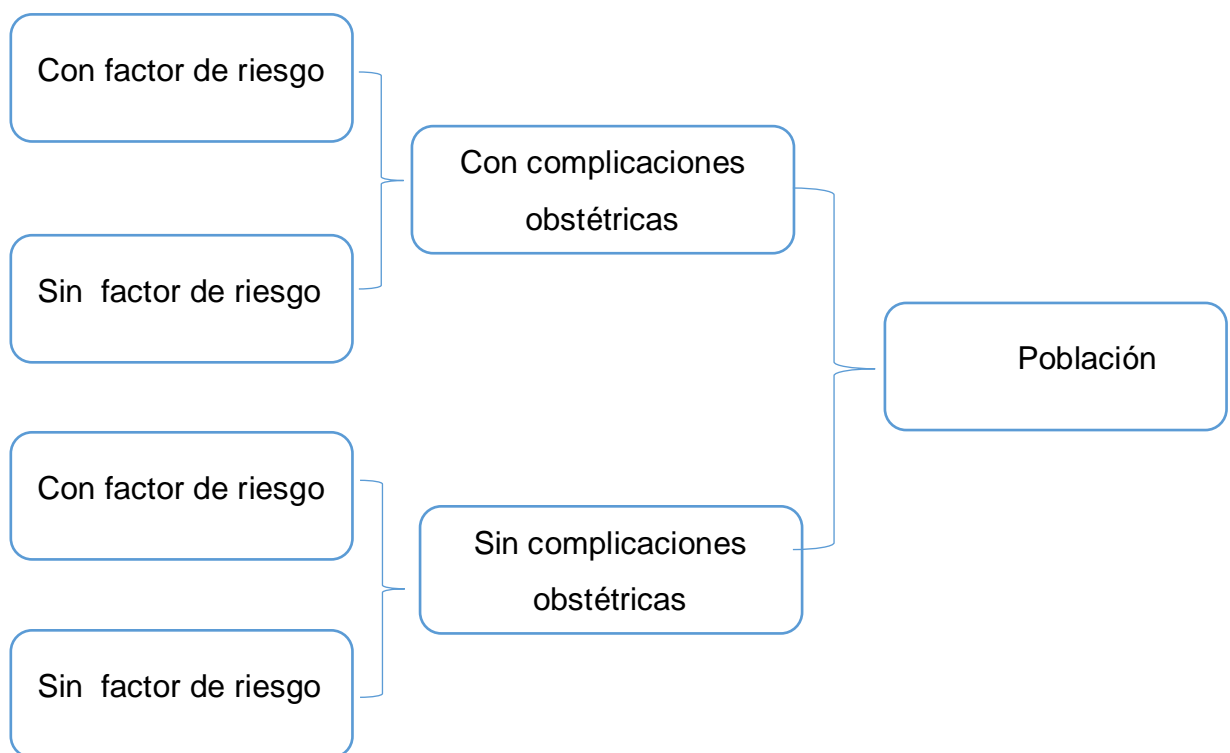 Con factor de riesgo
Sin  factor de riesgo
Con complicaciones
obstétricas
Población
Con factor de riesgo
Sin  factor de riesgo
Sin complicaciones
obstétricas